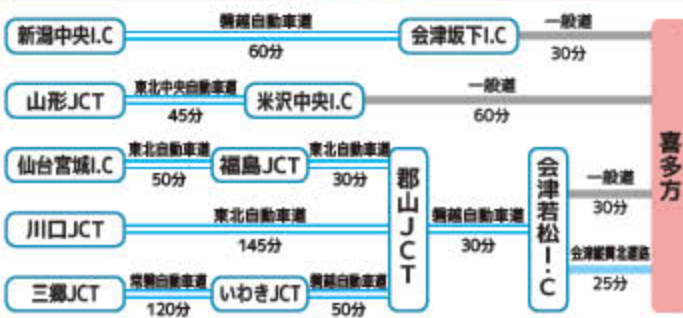 新潟中央I.C
磐越自動車道
60分
会津坂下I.C
一般道
30分
山形JCT
東北中央自動車道
45分
米沢中央I.C
一般道
60分
仙台宮城I.C
東北自動車道
50分
福島JCT
東北自動車道
30分
川口JCT
東北自動車道
145分
三郷JCT
常磐自動車道
120分
いわきJCT
磐越自動車道
50分
郡山JCT
磐越自動車道
30分
会津若松I.C
一般道
30分
会津縦貫北道路
25分
喜多方